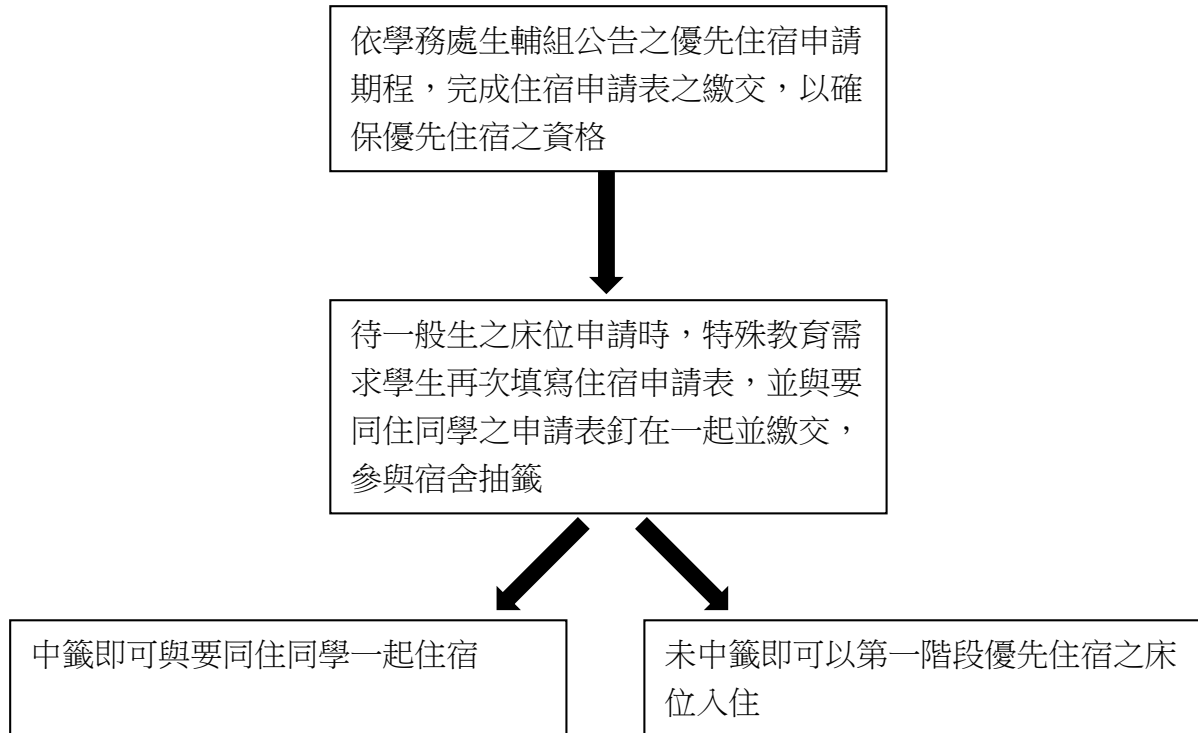 依學務處生輔組公告之優先住宿申請
期程，完成住宿申請表之繳交，以確
保優先住宿之資格
待一般生之床位申請時，特殊教育需
求學生再次填寫住宿申請表，並與要
同住同學之申請表釘在一起並繳交，
參與宿舍抽籤
中籤即可與要同住同學一起住宿
未中籤即可以第一階段優先住宿之床
位入住